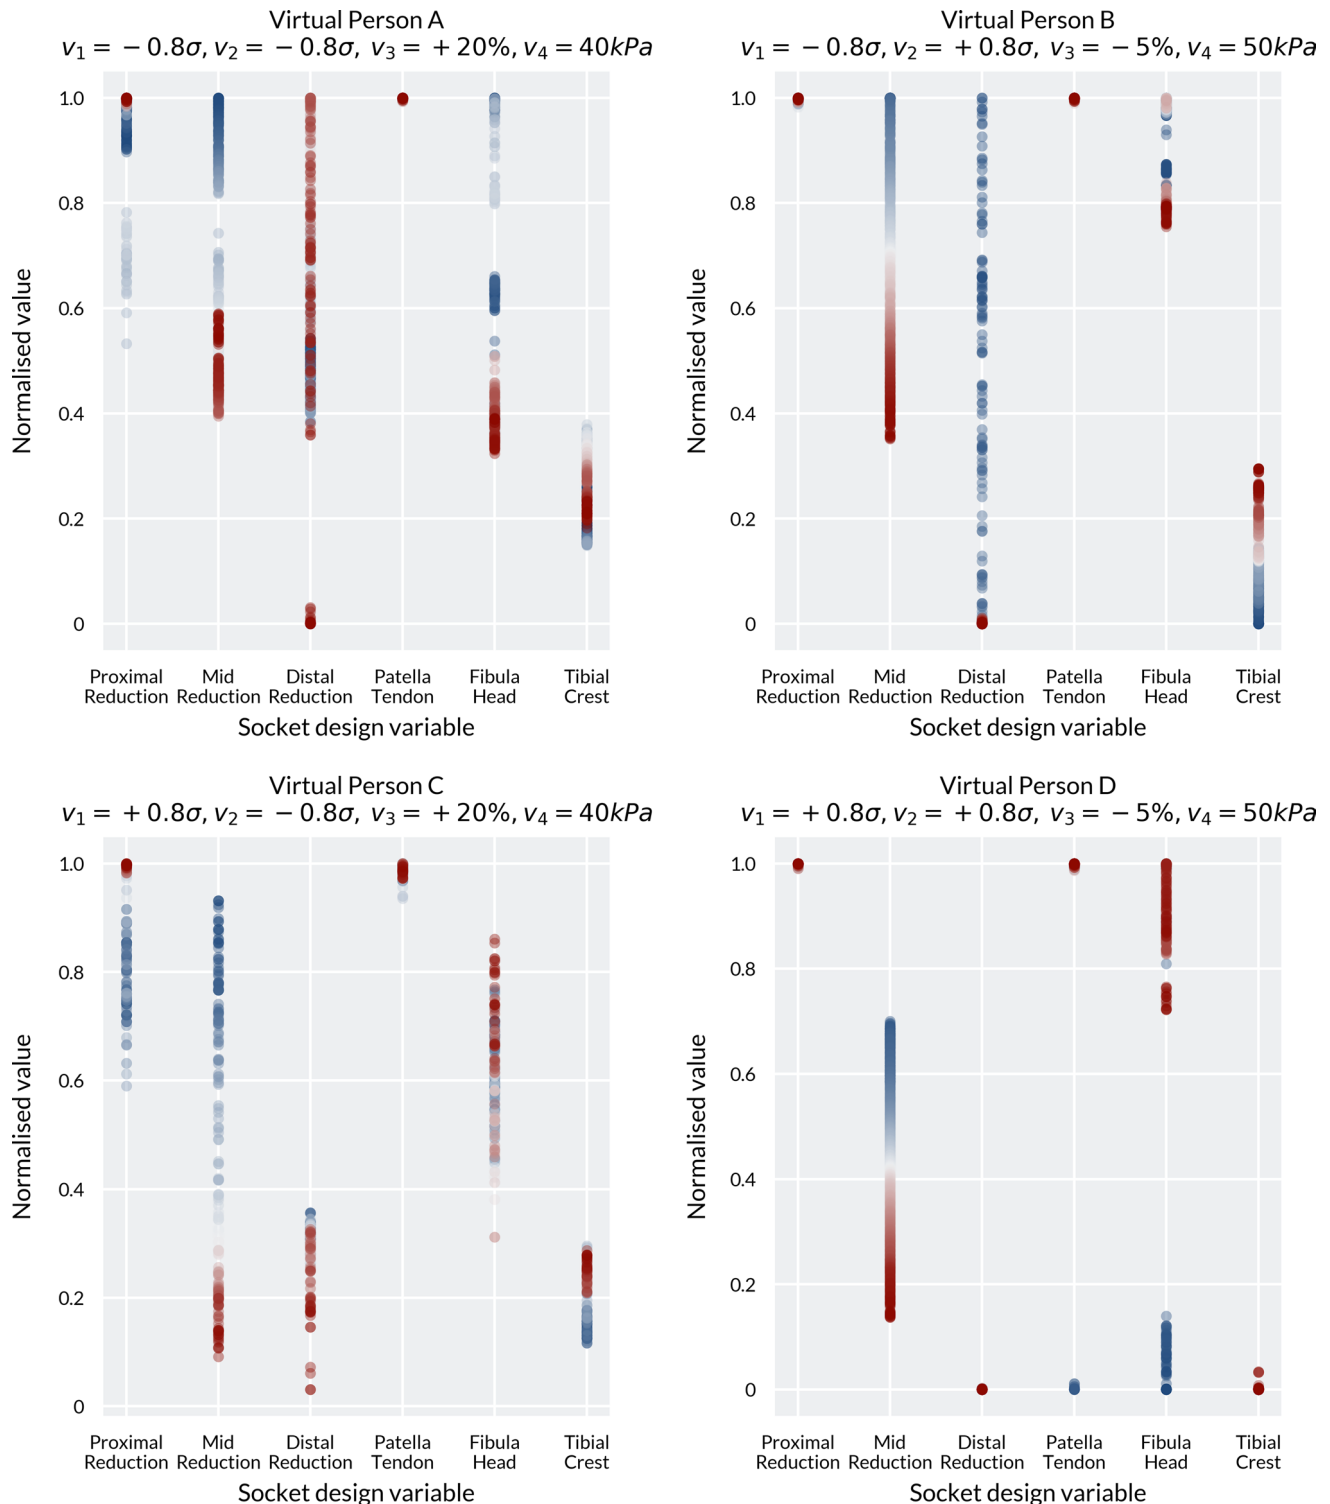 Virtual Person A
v₁ = −0.8σ, v₂ = −0.8σ, v₃ = +20%, v₄ = 40kPa
1.0
0.8
0.6
0.4
0.2
0
Normalised value
Proximal Reduction
Mid Reduction
Distal Reduction
Patella Tendon
Fibula Head
Tibial Crest
Socket design variable
Virtual Person B
v₁ = −0.8σ, v₂ = +0.8σ, v₃ = −5%, v₄ = 50kPa
1.0
0.8
0.6
0.4
0.2
0
Normalised value
Proximal Reduction
Mid Reduction
Distal Reduction
Patella Tendon
Fibula Head
Tibial Crest
Socket design variable
Virtual Person C
v₁ = +0.8σ, v₂ = −0.8σ, v₃ = +20%, v₄ = 40kPa
1.0
0.8
0.6
0.4
0.2
0
Normalised value
Proximal Reduction
Mid Reduction
Distal Reduction
Patella Tendon
Fibula Head
Tibial Crest
Socket design variable
Virtual Person D
v₁ = +0.8σ, v₂ = +0.8σ, v₃ = −5%, v₄ = 50kPa
1.0
0.8
0.6
0.4
0.2
0
Normalised value
Proximal Reduction
Mid Reduction
Distal Reduction
Patella Tendon
Fibula Head
Tibial Crest
Socket design variable